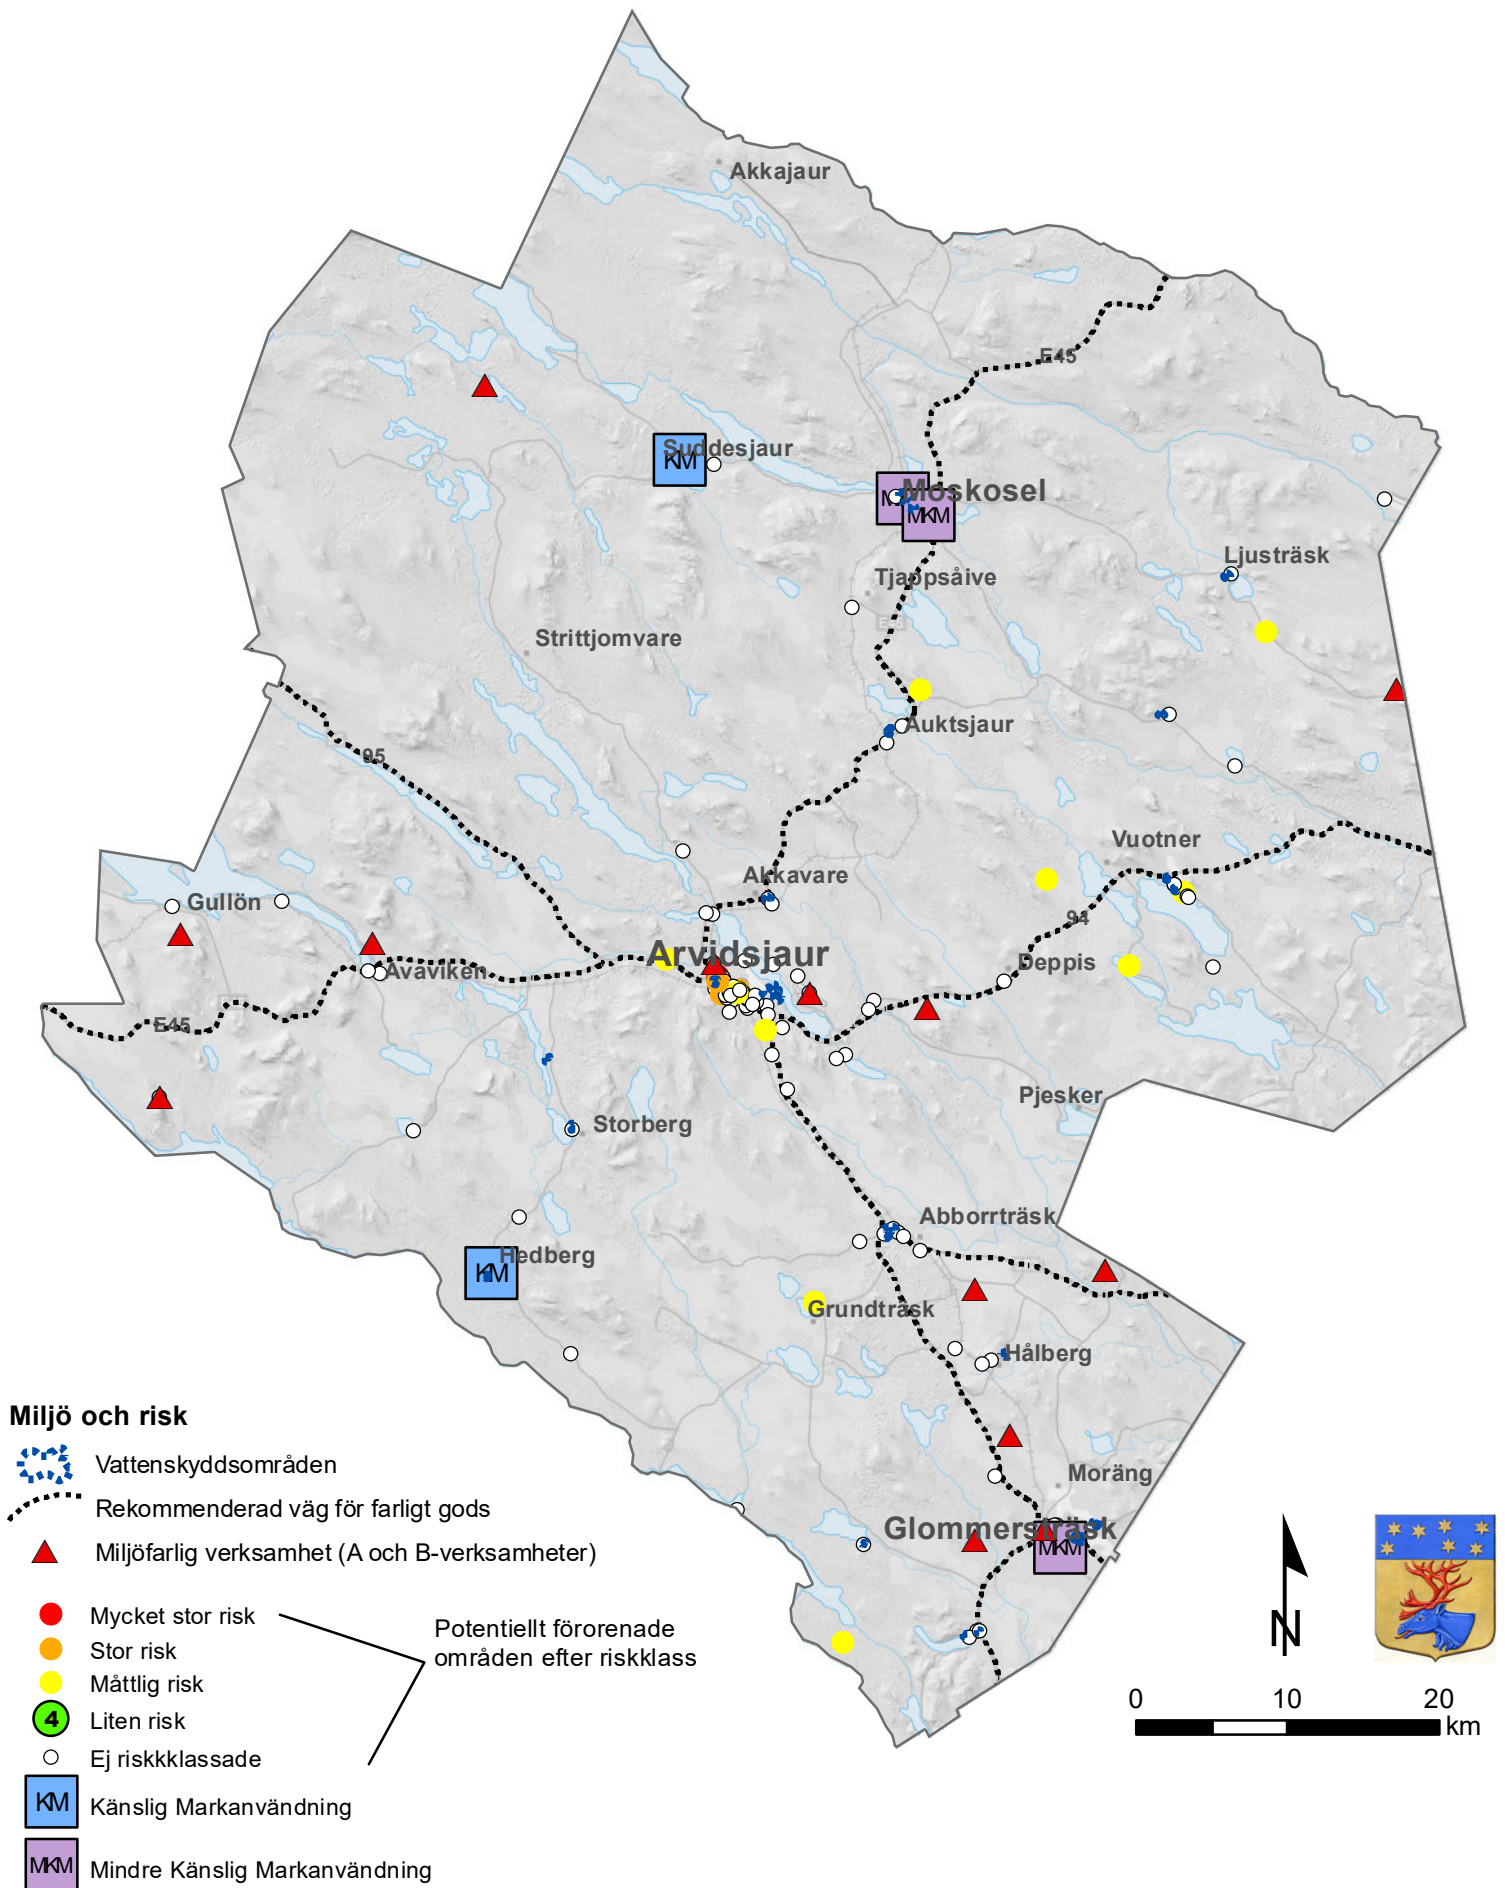 Akkajaur
E45
Suddesjaur
KM
Moskosel
MKM
Ljusträsk
Tjappsåive
E45
Strittjomvare
Auktsjaur
95
Vuotner
Akkavare
Gullön
94
Arvidsjaur
Deppis
Avaviken
E45
Pjesker
Storberg
Abborrträsk
Hedberg
KM
Grundträsk
Hålberg
Moräng
Glommersträsk
MKM
Miljö och risk
Vattenskyddsområden
Rekommenderad väg för farligt gods
Miljöfarlig verksamhet (A och B-verksamheter)
Mycket stor risk
Stor risk
Måttlig risk
4 Liten risk
Ej riskkklassade
KM Känslig Markanvändning
MKM Mindre Känslig Markanvändning
Potentiellt förorenade
områden efter riskklass
N
0 10 20
km